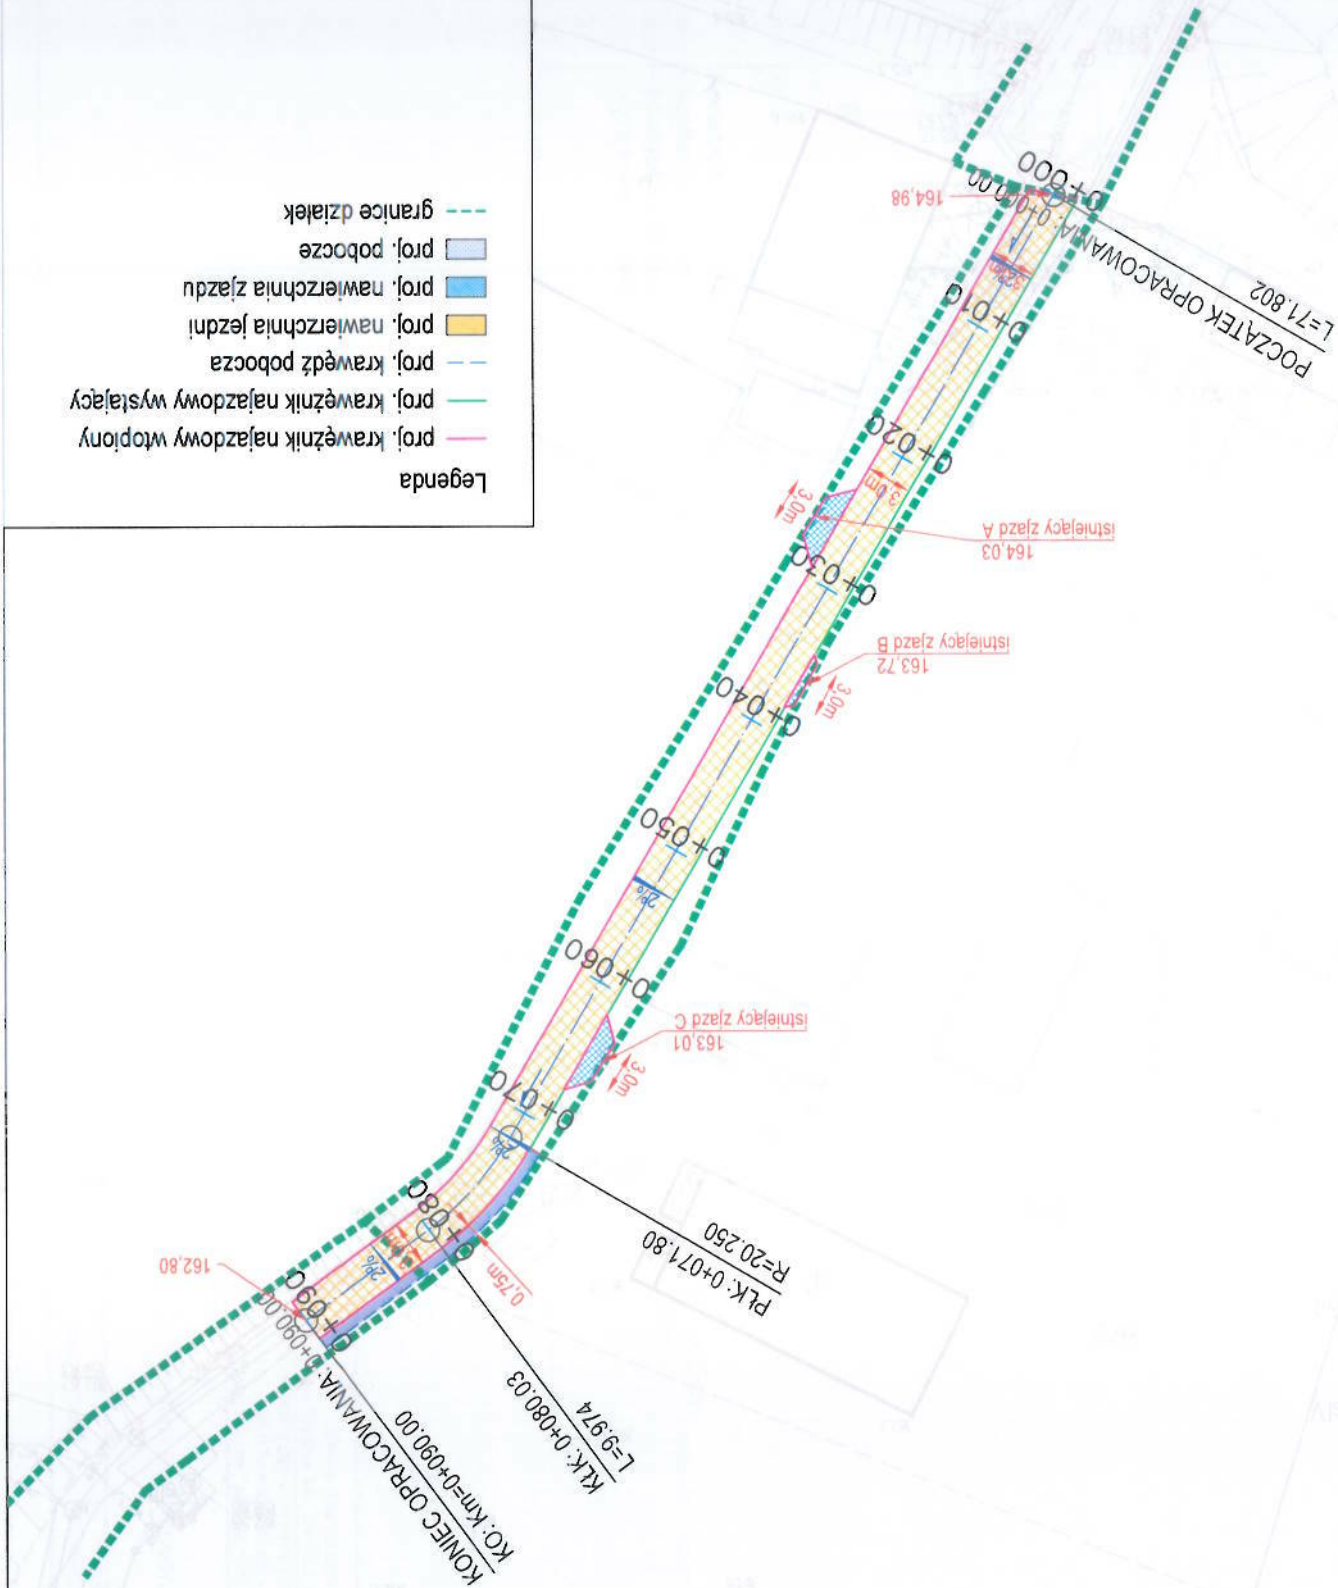 KONIEC OPRACOWANIA: 0+090.00
KO: Km=0+090.00
KŁK: 0+080.03
L=9.974
162,80
0+090
0,75m
2%
0+080
PŁK: 0+071.80
R=20.250
2%
0+070
3,0m
163,01
istniejący zjazd C
0+060
2%
0+050
0+040
3,0m
163,72
istniejący zjazd B
0+030
164,03
istniejący zjazd A
3,0m
3,0m
0+020
0+010
2%
164,98
0+000
POCZĄTEK OPRACOWANIA: 0+000.00
L=71.802
Legenda
proj. krawężnik najazdowy wtopiony
proj. krawężnik najazdowy wystający
proj. krawędź pobocza
proj. nawierzchnia jezdni
proj. nawierzchnia zjazdu
proj. pobocze
granice działek